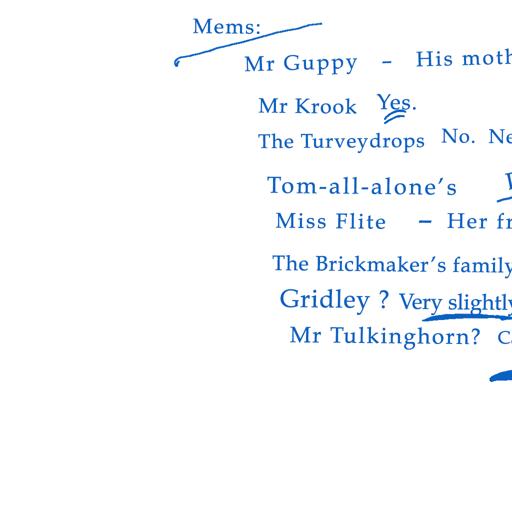 Mems:
Mr Guppy – His moth
Mr Krook Yes.
The Turveydrops No. Ne
Tom-all-alone's
Miss Flite – Her fr
The Brickmaker's family
Gridley ? Very slightly
Mr Tulkinghorn?